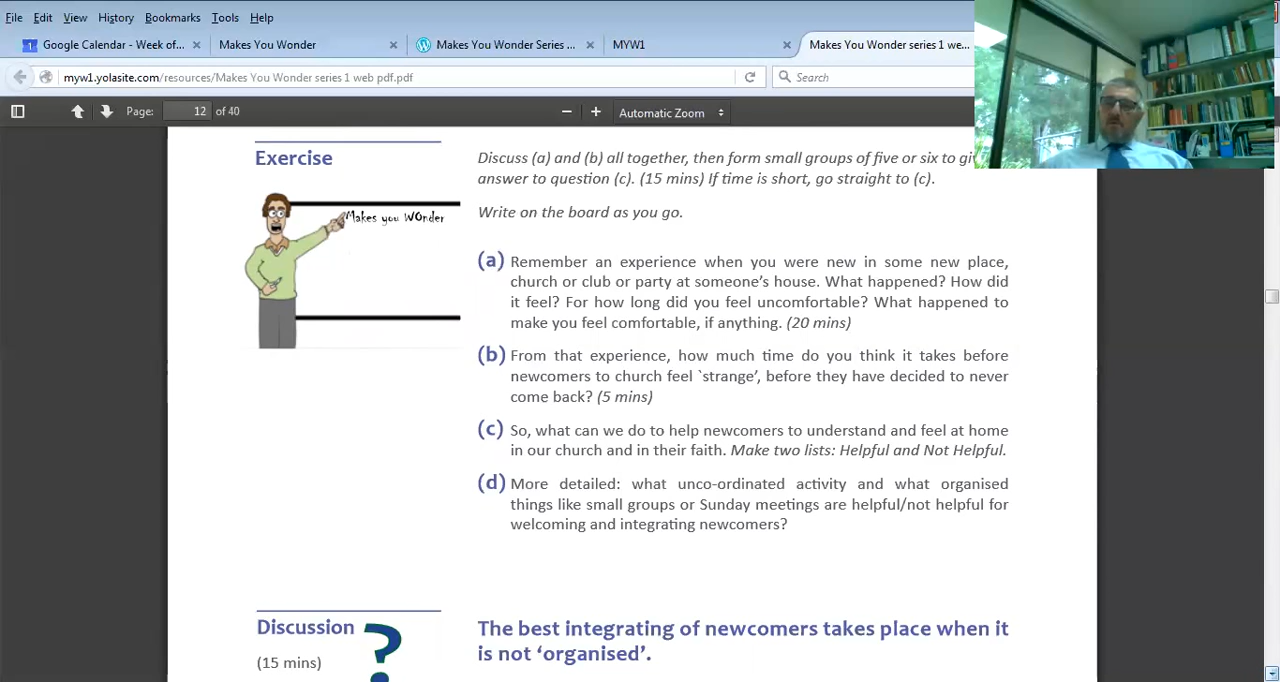 File Edit View History Bookmarks Tools Help
Google Calendar - Week of... × Makes You Wonder × Makes You Wonder Series ... × MYW1 × Makes You Wonder series 1 we...
myw1.yolasite.com/resources/Makes You Wonder series 1 web pdf.pdf Search
Page: 12 of 40 Automatic Zoom
Exercise
Makes you WOnder
Discuss (a) and (b) all together, then form small groups of five or six to gi
answer to question (c). (15 mins) If time is short, go straight to (c).
Write on the board as you go.
(a) Remember an experience when you were new in some new place,
church or club or party at someone's house. What happened? How did
it feel? For how long did you feel uncomfortable? What happened to
make you feel comfortable, if anything. (20 mins)
(b) From that experience, how much time do you think it takes before
newcomers to church feel `strange’, before they have decided to never
come back? (5 mins)
(c) So, what can we do to help newcomers to understand and feel at home
in our church and in their faith. Make two lists: Helpful and Not Helpful.
(d) More detailed: what unco-ordinated activity and what organised
things like small groups or Sunday meetings are helpful/not helpful for
welcoming and integrating newcomers?
Discussion
(15 mins)
?
The best integrating of newcomers takes place when it
is not ‘organised’.